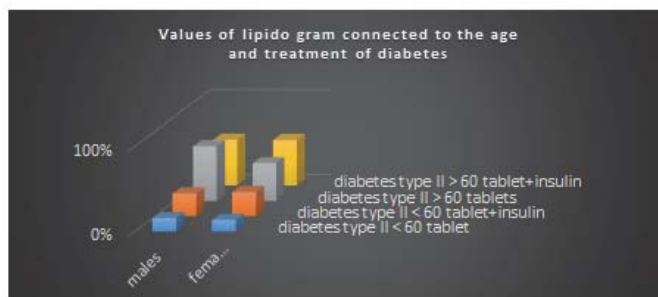 Values of lipido gram connected to the age
and treatment of diabetes
100%
0%
diabetes type II > 60 tablet+insulin
diabetes type II > 60 tablets
diabetes type II < 60 tablet+insulin
diabetes type II < 60 tablet
males
fema...